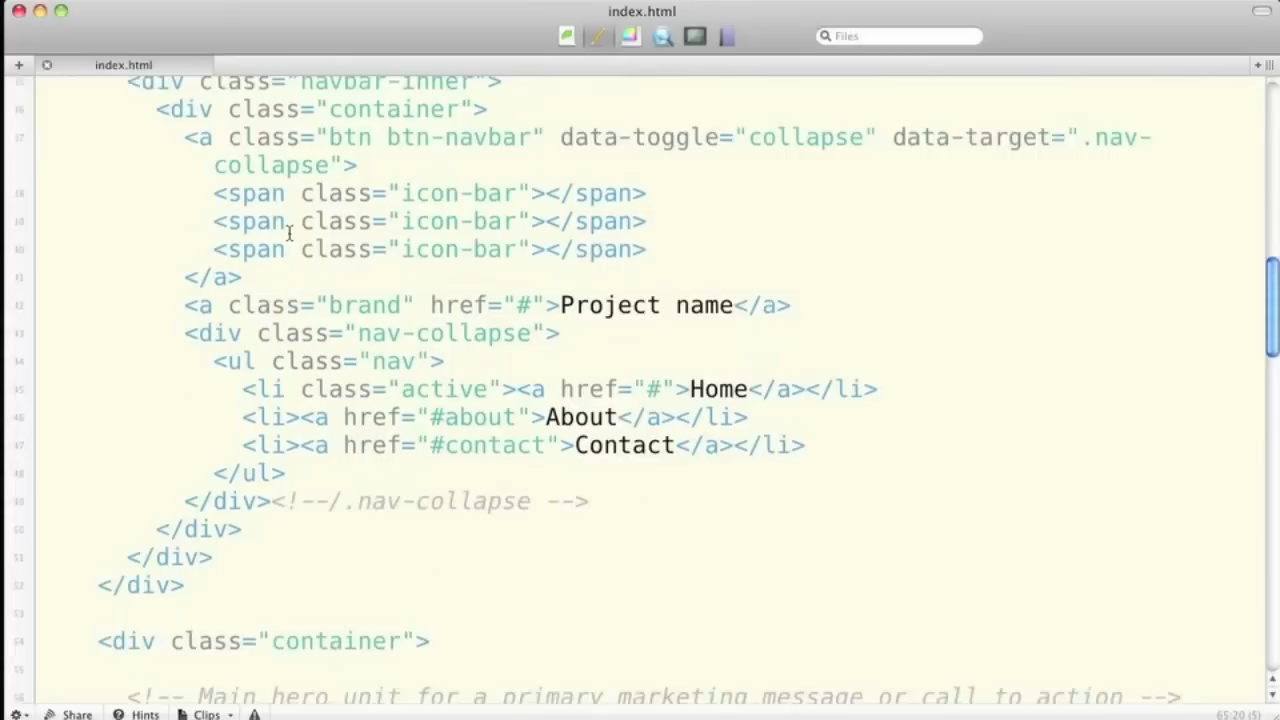 index.html
Files
index.html
<div class="navbar-inner">
<div class="container">
<a class="btn btn-navbar" data-toggle="collapse" data-target=".nav-
collapse">
<span class="icon-bar"></span>
<span class="icon-bar"></span>
<span class="icon-bar"></span>
</a>
<a class="brand" href="#">Project name</a>
<div class="nav-collapse">
<ul class="nav">
<li class="active"><a href="#">Home</a></li>
<li><a href="#about">About</a></li>
<li><a href="#contact">Contact</a></li>
</ul>
</div><!--/.nav-collapse -->
</div>
</div>
</div>
<div class="container">
<!-- Main hero unit for a primary marketing message or call to action -->
Share Hints Clips 65:20 (5)